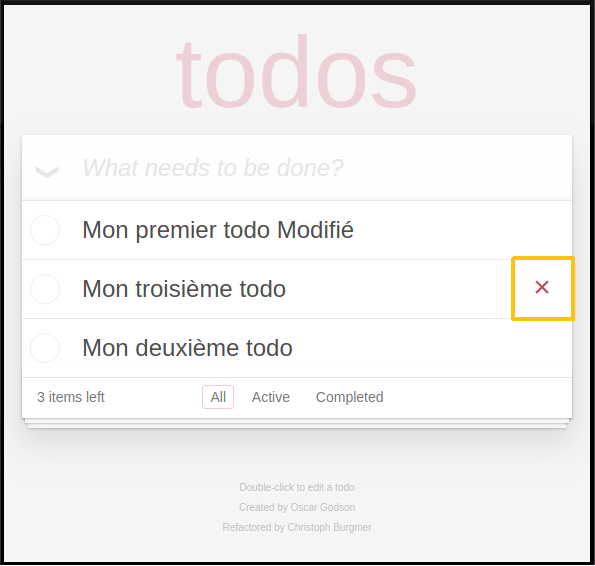 todos
What needs to be done?
Mon premier todo Modifié
Mon troisième todo
Mon deuxième todo
3 items left All Active Completed
Double-click to edit a todo
Created by Oscar Godson
Refactored by Christoph Burgmer